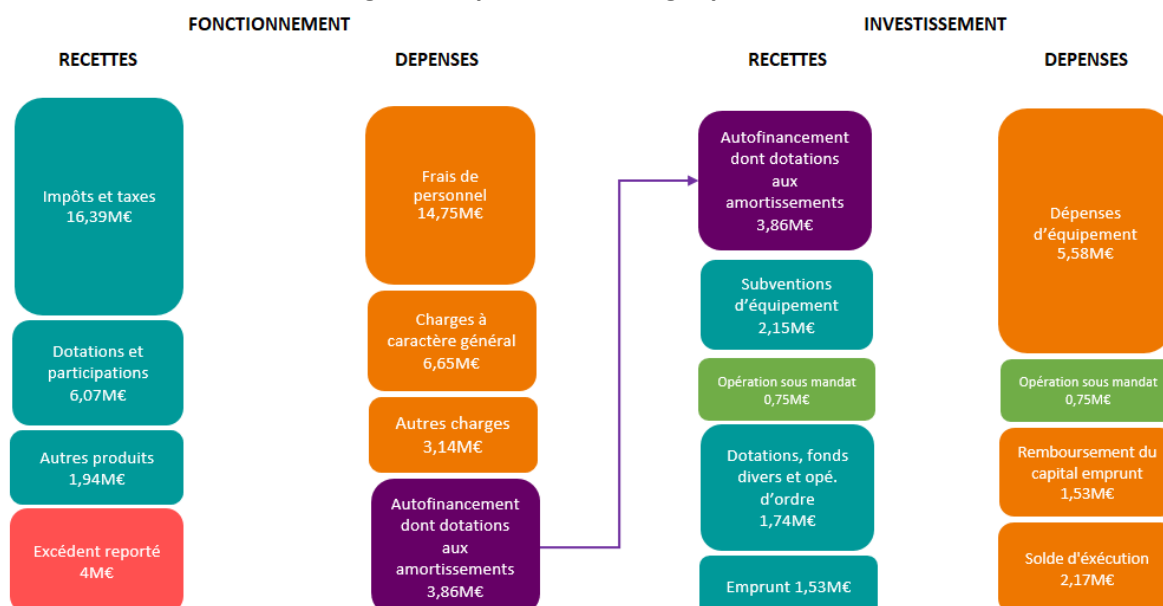 FONCTIONNEMENT
INVESTISSEMENT
RECETTES
DEPENSES
RECETTES
DEPENSES
Impôts et taxes
16,39M€
Dotations et
participations
6,07M€
Autres produits
1,94M€
Excédent reporté
4M€
Frais de
personnel
14,75M€
Charges à
caractère général
6,65M€
Autres charges
3,14M€
Autofinancement
dont dotations
aux
amortissements
3,86M€
Autofinancement
dont dotations
aux
amortissements
3,86M€
Subventions
d'équipement
2,15M€
Opération sous mandat
0,75M€
Dotations, fonds
divers et opé.
d'ordre
1,74M€
Emprunt 1,53M€
Dépenses
d'équipement
5,58M€
Opération sous mandat
0,75M€
Remboursement du
capital emprunt
1,53M€
Solde d'éxécution
2,17M€